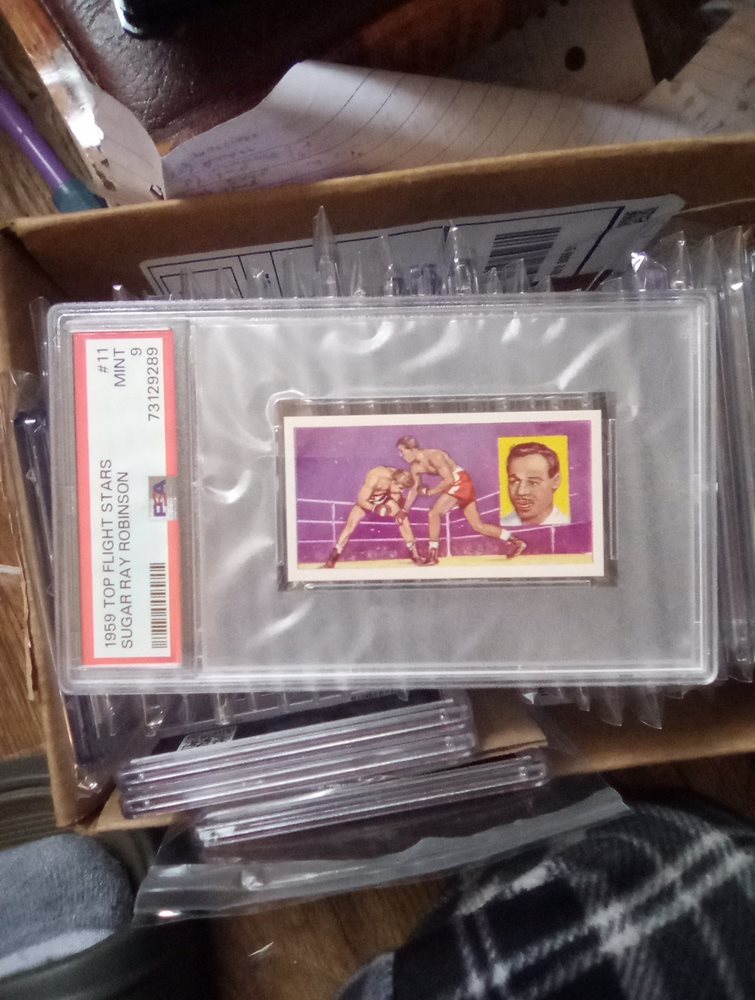 1959 TOP FLIGHT STARS
#11
SUGAR RAY ROBINSON
MINT
9
PSA
73129289